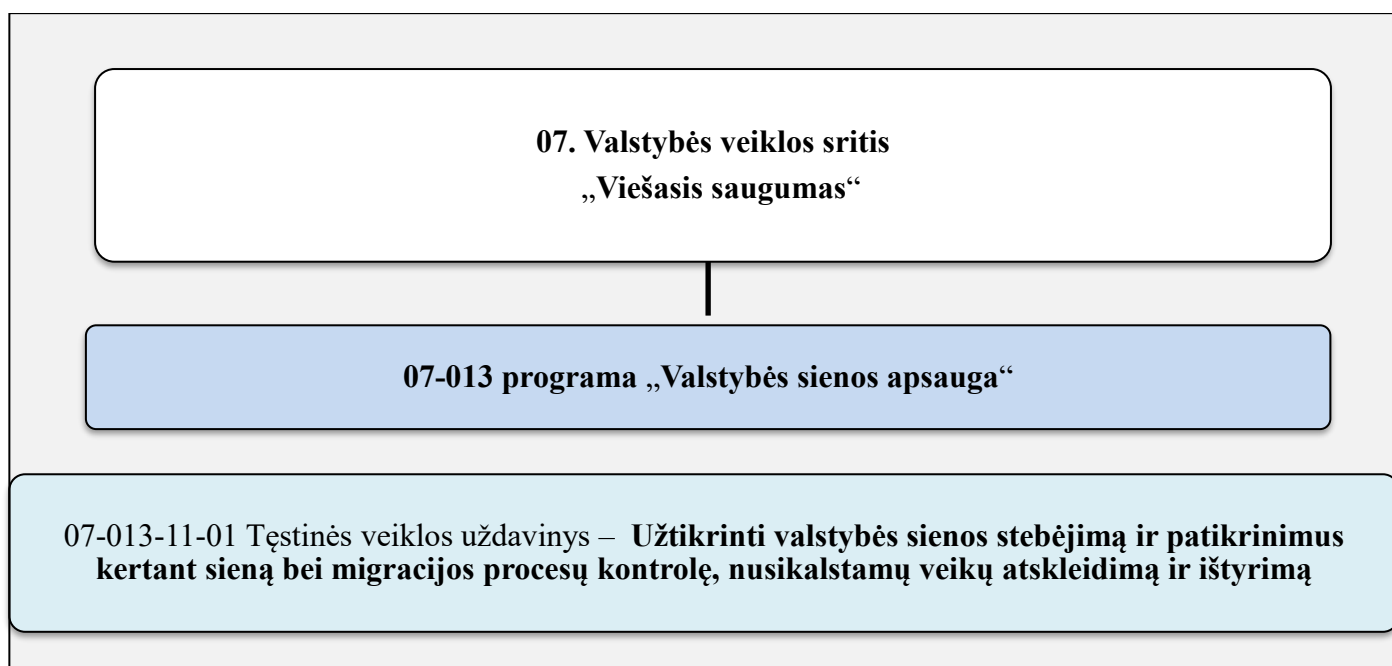 07. Valstybės veiklos sritis
„Viešasis saugumas“
07-013 programa „Valstybės sienos apsauga“
07-013-11-01 Tęstinės veiklos uždavinys – Užtikrinti valstybės sienos stebėjimą ir patikrinimus
kertant sieną bei migracijos procesų kontrolę, nusikalstamų veikų atskleidimą ir ištyrimą